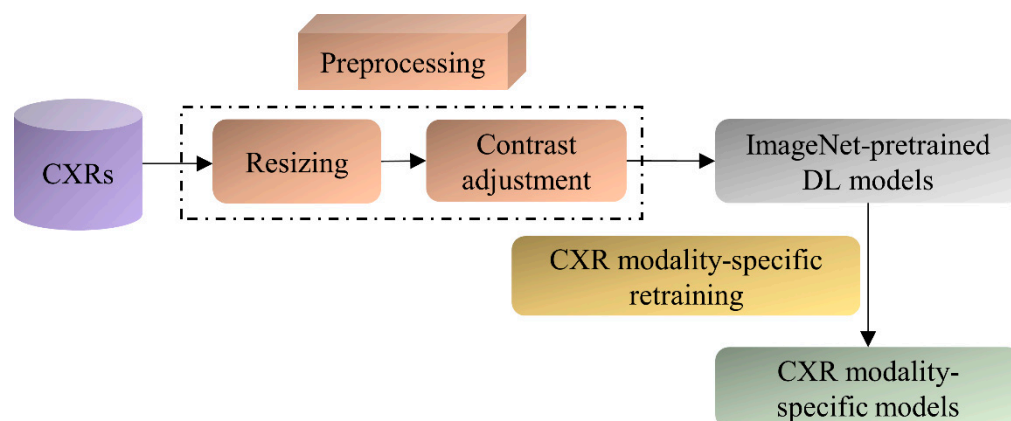 Preprocessing
CXRs
Resizing
Contrast
adjustment
ImageNet-pretrained
DL models
CXR modality-specific
retraining
CXR modality-
specific models